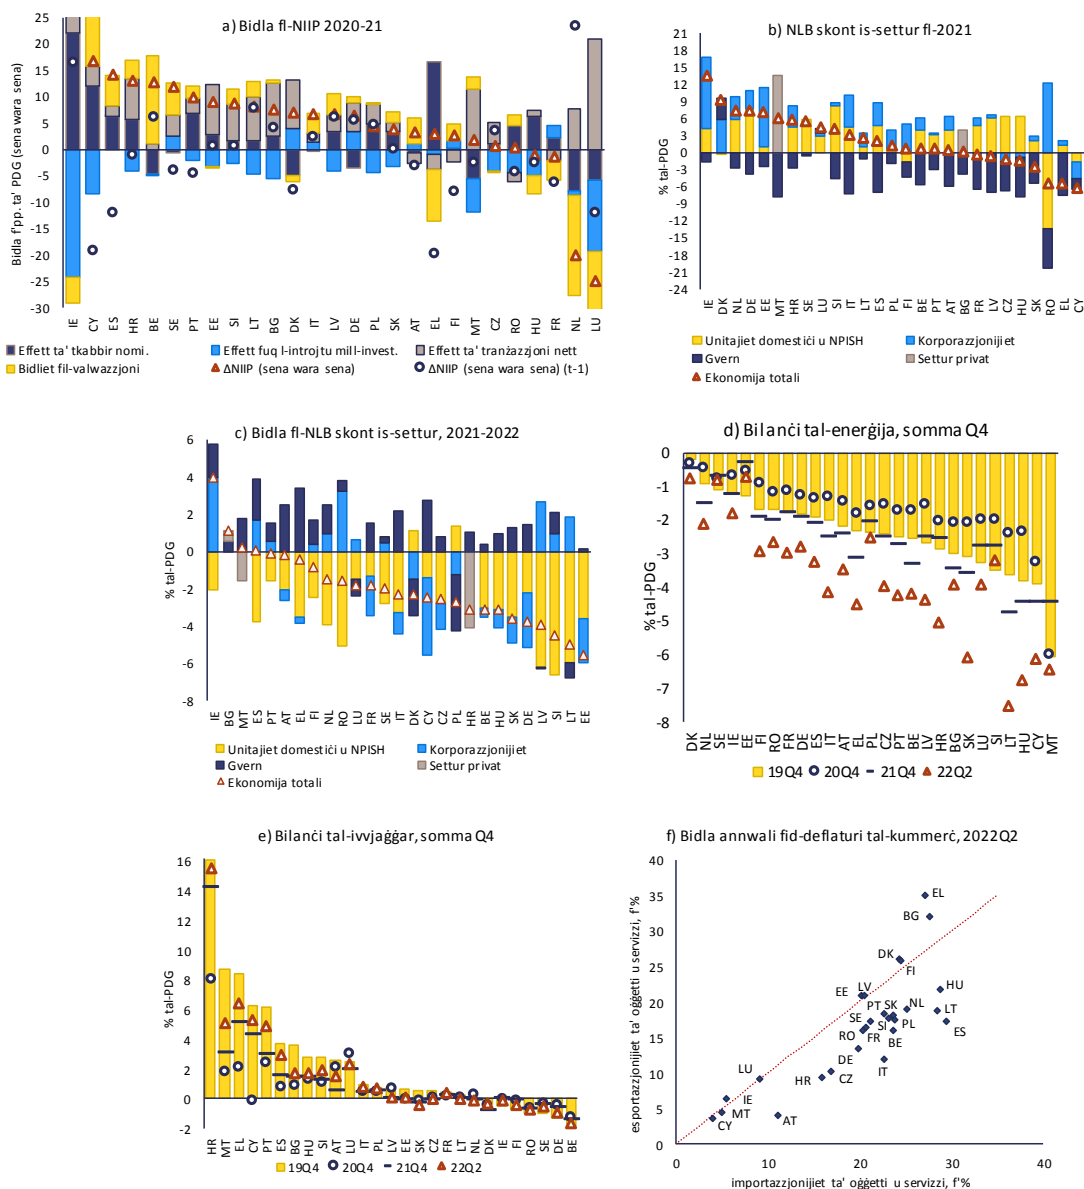 a) Bidla fl-NIIP 2020-21
Bidla f'pp. ta' PDG (sena wara sena)
25
20
15
10
5
0
-5
-10
-15
-20
-25
-30
IE CY ES HR BE SE PT EE SI LT BG DK IT LV DE PL SK AT EL FI MT CZ RO HU FR NL LU
Effett ta' tkabbir nomi.
Effett fuq l-introjtu mill-invest.
Effett ta' tranżazzjoni nett
Bidliet fil-valwazzjoni
ΔNIIP (sena wara sena)
ΔNIIP (sena wara sena) (t-1)
b) NLB skont is-settur fl-2021
% tal-PDG
21
18
15
12
9
6
3
0
-3
-6
-9
-12
-15
-18
-21
-24
IE DK NL DE EE MT HR SE LU SI IT LT ES PL FI BE PT AT BG FR LV CZ HU SK RO EL CY
Unitajiet domestiċi u NPISH
Korporazzjonijiet
Gvern
Settur privat
Ekonomija totali
c) Bidla fl-NLB skont is-settur, 2021-2022
% tal-PDG
6
4
2
0
-2
-4
-6
-8
IE BG MT ES PT AT EL FI NL RO LU FR SE IT DK CY CZ PL HR BE HU SK DE LV SI LT EE
Unitajiet domestiċi u NPISH
Korporazzjonijiet
Gvern
Settur privat
Ekonomija totali
d) Bilanċi tal-enerġija, somma Q4
% tal-PDG
0
-1
-2
-3
-4
-5
-6
-7
-8
DK NL SE IE EE FI RO FR DE ES IT AT EL PL CZ PT BE LV HR BG SK LU SI LT HU CY MT
19Q4
20Q4
21Q4
22Q2
e) Bilanċi tal-ivvjaġġar, somma Q4
% tal-PDG
16
14
12
10
8
6
4
2
0
-2
HR MT EL CY PT ES BG HU SI AT LU IT PL LV EE SK CZ FR LT NL DK IE FI RO SE DE BE
19Q4
20Q4
21Q4
22Q2
f) Bidla annwali fid-deflaturi tal-kummerċ, 2022Q2
esportazzjonijiet ta' oġġetti u servizzi, f'%
40
35
30
25
20
15
10
5
0
EL
BG
DK
FI
EE
LV
HU
PT
SK
NL
LT
SE
SI
PL
ES
RO
FR
BE
DE
IT
LU
HR
CZ
IE
MT
CY
AT
0 10 20 30 40
importazzjonijiet ta' oġġetti u servizzi, f'%